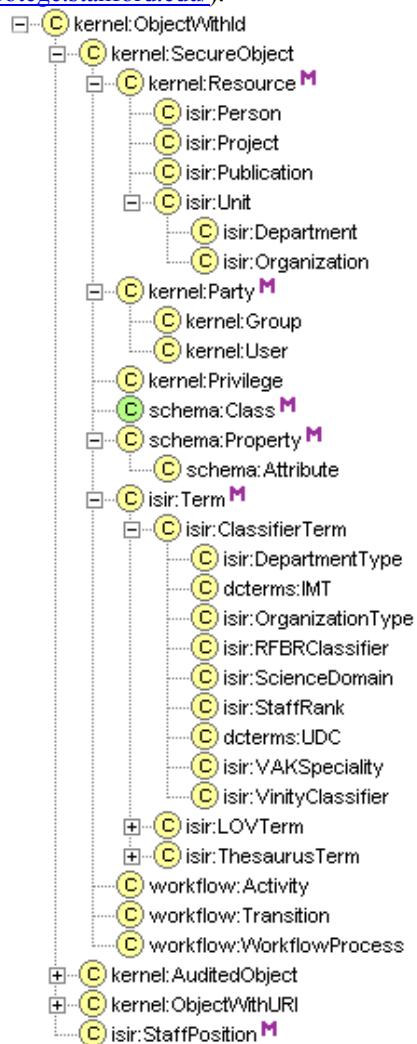 otege.stanford.edu/).
C kernel:ObjectWithId
C kernel:SecureObject
C kernel:Resource M
C isir:Person
C isir:Project
C isir:Publication
C isir:Unit
C isir:Department
C isir:Organization
C kernel:Party M
C kernel:Group
C kernel:User
C kernel:Privilege
C schema:Class M
C schema:Property M
C schema:Attribute
C isir:Term M
C isir:ClassifierTerm
C isir:DepartmentType
C dcterms:IMT
C isir:OrganizationType
C isir:RFBRClassifier
C isir:ScienceDomain
C isir:StaffRank
C dcterms:UDC
C isir:VAKSpeciality
C isir:VinityClassifier
C isir:LOVTerm
C isir:ThesaurusTerm
C workflow:Activity
C workflow:Transition
C workflow:WorkflowProcess
C kernel:AuditedObject
C kernel:ObjectWithURI
C isir:StaffPosition M